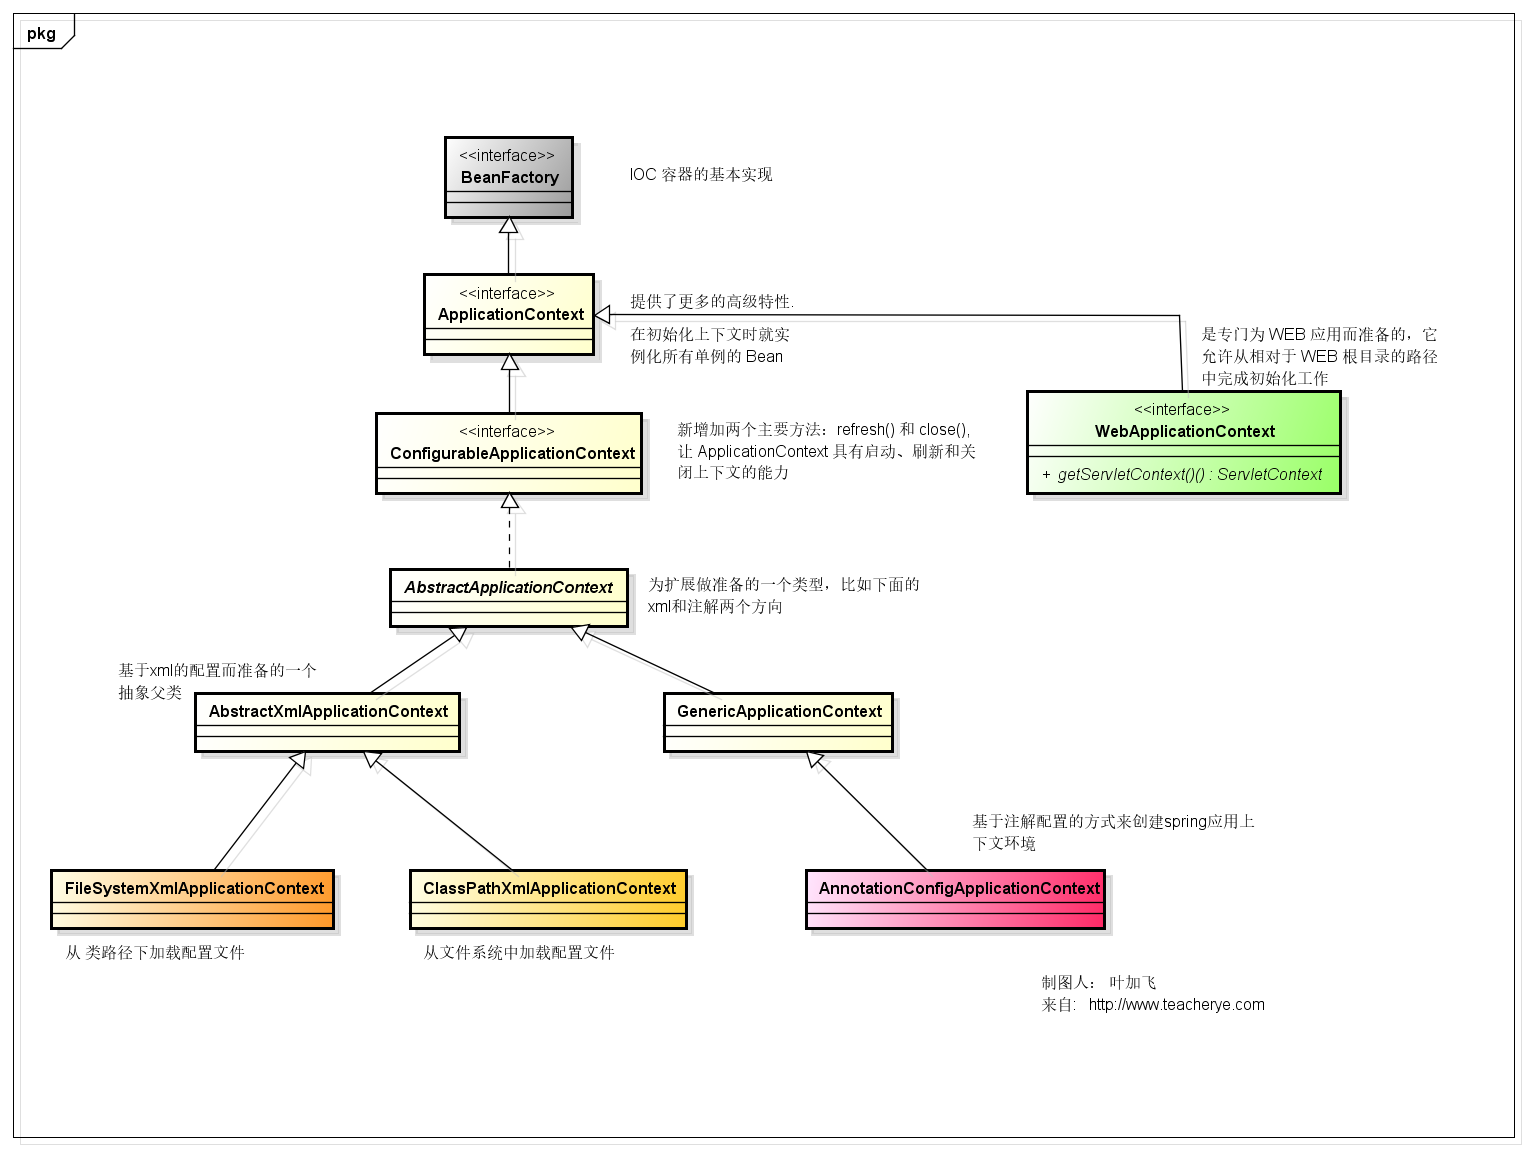 pkg
<<interface>>
BeanFactory
IOC 容器的基本实现
<<interface>>
ApplicationContext
提供了更多的高级特性.
在初始化上下文时就实
例化所有单例的 Bean
是专门为 WEB 应用而准备的，它
允许从相对于 WEB 根目录的路径
中完成初始化工作
<<interface>>
WebApplicationContext
+ getServletContext()() : ServletContext
<<interface>>
ConfigurableApplicationContext
新增加两个主要方法：refresh() 和 close(),
让 ApplicationContext 具有启动、刷新和关
闭上下文的能力
AbstractApplicationContext
为扩展做准备的一个类型，比如下面的
xml和注解两个方向
基于xml的配置而准备的一个
抽象父类
AbstractXmlApplicationContext
GenericApplicationContext
基于注解配置的方式来创建spring应用上
下文环境
FileSystemXmlApplicationContext
ClassPathXmlApplicationContext
AnnotationConfigApplicationContext
从 类路径下加载配置文件
从文件系统中加载配置文件
制图人： 叶加飞
来自: http://www.teacherye.com